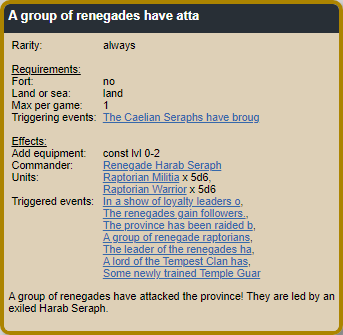 A group of renegades have atta
Rarity: always
Requirements:
Fort: no
Land or sea: land
Max per game: 1
Triggering events: The Caelian Seraphs have broug
Effects:
Add equipment: const lvl 0-2
Commander: Renegade Harab Seraph
Units: Raptorian Militia x 5d6,
Raptorian Warrior x 5d6
Triggered events: In a show of loyalty leaders o,
The renegades gain followers.,
The province has been raided b,
A group of renegade raptorians,
The leader of the renegades ha,
A lord of the Tempest Clan has,
Some newly trained Temple Guar
A group of renegades have attacked the province! They are led by an
exiled Harab Seraph.